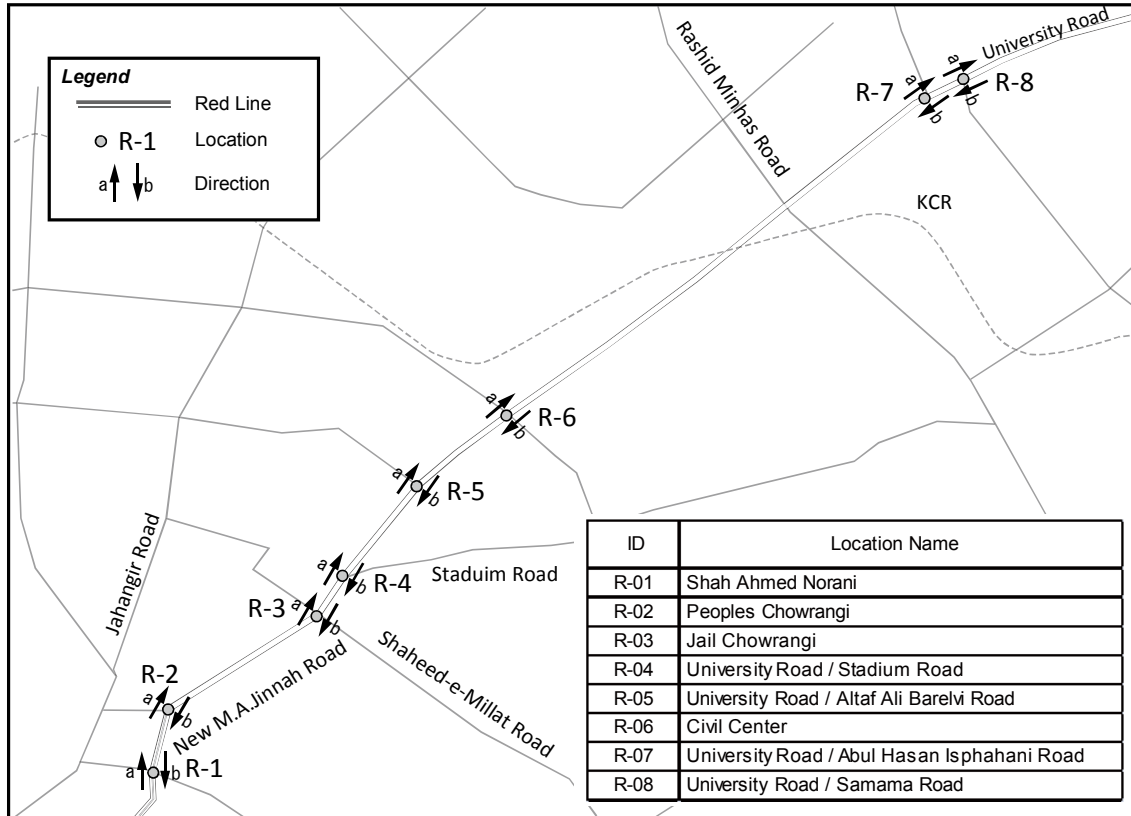 Legend
Red Line
R-1 Location
a b Direction
University Road
Rashid Minhas Road
a
b
R-7
a
b
R-8
KCR
a
b
R-6
a
b
R-5
a
b
R-4
Staduim Road
a
b
R-3
Jahangir Road
Shaheed-e-Millat Road
New M.A.Jinnah Road
R-2
a
b
a
b
R-1
ID Location Name
R-01 Shah Ahmed Norani
R-02 Peoples Chowrangi
R-03 Jail Chowrangi
R-04 University Road / Stadium Road
R-05 University Road / Altaf Ali Barelvi Road
R-06 Civil Center
R-07 University Road / Abul Hasan Isphahani Road
R-08 University Road / Samama Road